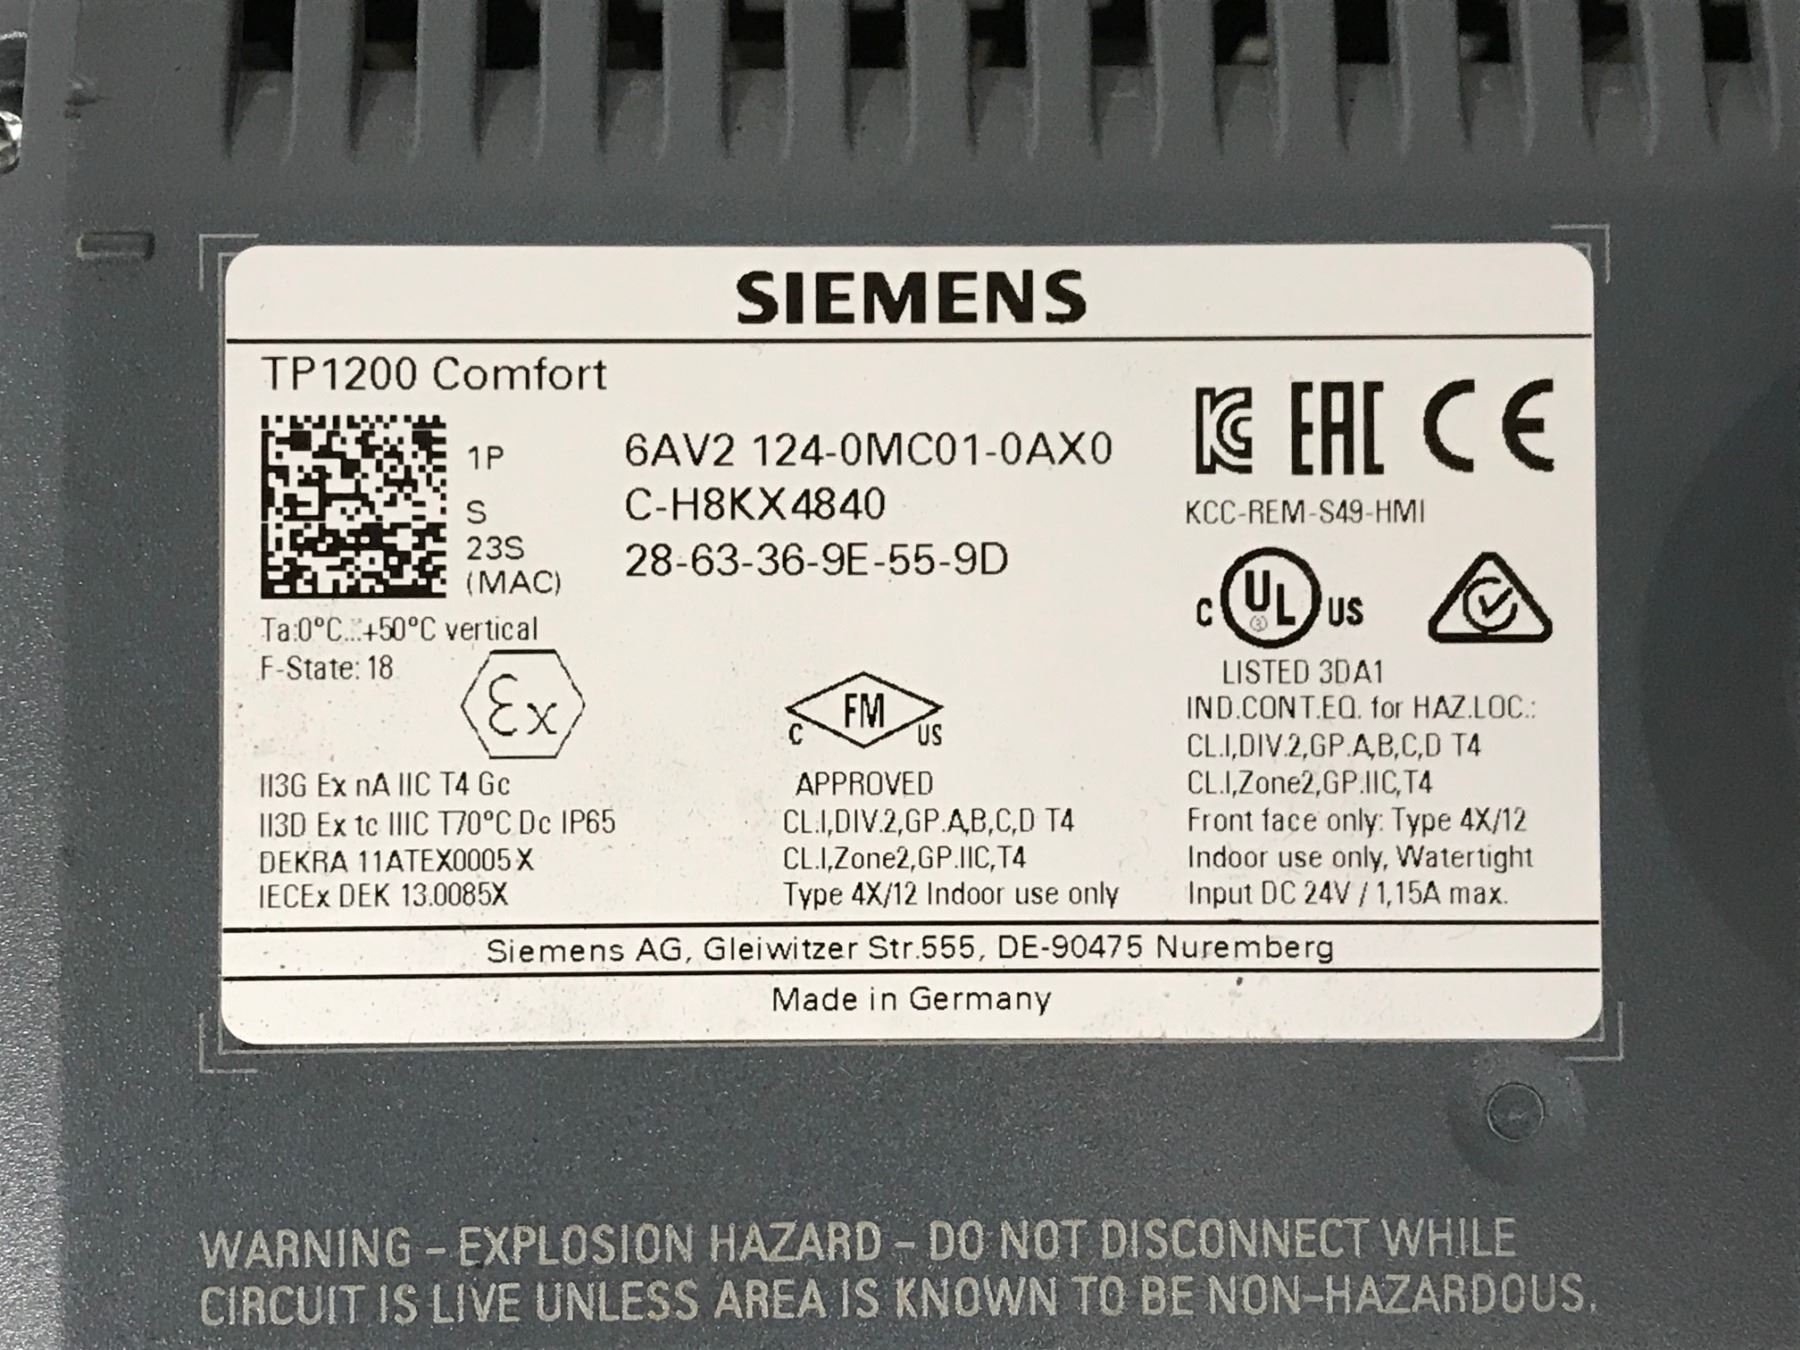 SIEMENS
TP1200 Comfort
1P 6AV2 124-0MC01-0AX0
S C-H8KX4840
23S 28-63-36-9E-55-9D
(MAC)
Ta:0°C...+50°C vertical
F-State: 18
Ex
II3G Ex nA IIC T4 Gc
II3D Ex tc IIIC T70°C Dc IP65
DEKRA 11ATEX0005 X
IECEx DEK 13.0085X
C FM US
APPROVED
CL.I,DIV.2,GP.A,B,C,D T4
CL.I,Zone2,GP.IIC,T4
Type 4X/12 Indoor use only
KC EAC CE
KCC-REM-S49-HMI
C UL US
LISTED 3DA1
IND.CONT.EQ. for HAZ.LOC.:
CL.I,DIV.2,GP.A,B,C,D T4
CL.I,Zone2,GP.IIC,T4
Front face only: Type 4X/12
Indoor use only, Watertight
Input DC 24V / 1,15A max.
Siemens AG, Gleiwitzer Str.555, DE-90475 Nuremberg
Made in Germany
WARNING – EXPLOSION HAZARD – DO NOT DISCONNECT WHILE
CIRCUIT IS LIVE UNLESS AREA IS KNOWN TO BE NON-HAZARDOUS.